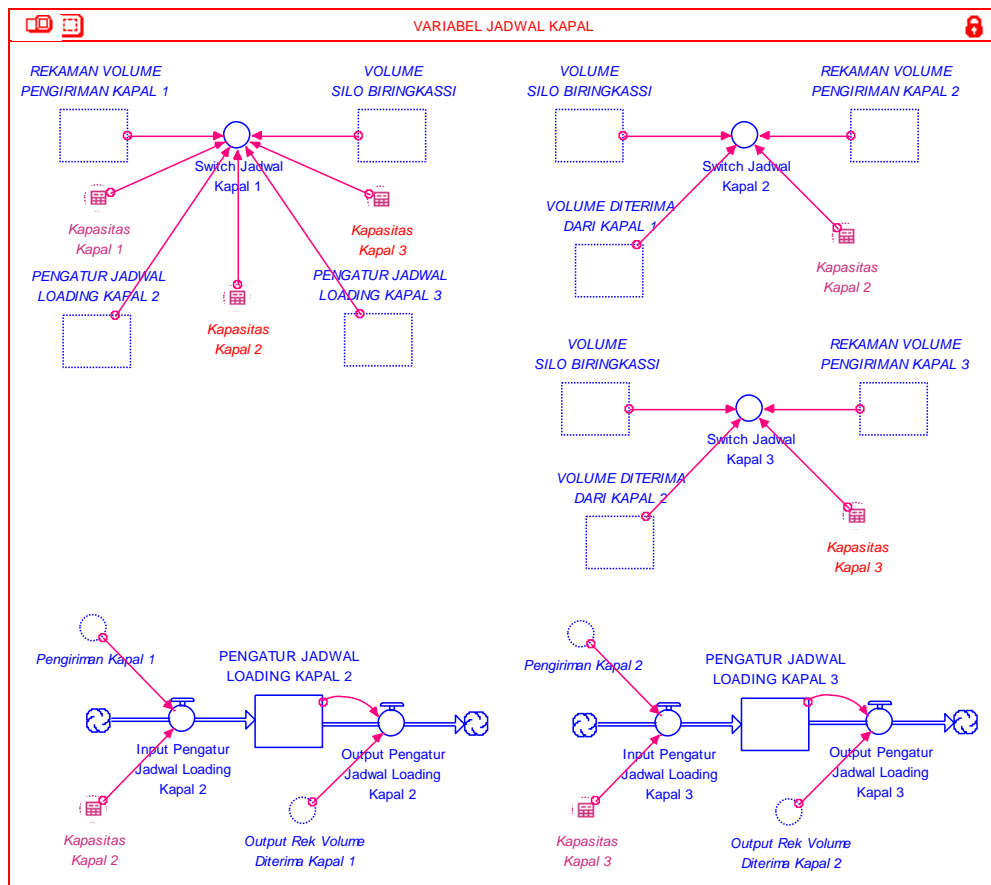 VARIABEL JADWAL KAPAL
REKAMAN VOLUME
PENGIRIMAN KAPAL 1
VOLUME
SILO BIRINGKASSI
Switch Jadwal
Kapal 1
Kapasitas
Kapal 1
Kapasitas
Kapal 3
PENGATUR JADWAL
LOADING KAPAL 2
PENGATUR JADWAL
LOADING KAPAL 3
Kapasitas
Kapal 2
VOLUME
SILO BIRINGKASSI
REKAMAN VOLUME
PENGIRIMAN KAPAL 2
Switch Jadwal
Kapal 2
VOLUME DITERIMA
DARI KAPAL 1
Kapasitas
Kapal 2
VOLUME
SILO BIRINGKASSI
REKAMAN VOLUME
PENGIRIMAN KAPAL 3
Switch Jadwal
Kapal 3
VOLUME DITERIMA
DARI KAPAL 2
Kapasitas
Kapal 3
Pengiriman Kapal 1
PENGATUR JADWAL
LOADING KAPAL 2
Input Pengatur
Jadwal Loading
Kapal 2
Output Pengatur
Jadwal Loading
Kapal 2
Kapasitas
Kapal 2
Output Rek Volume
Diterima Kapal 1
Pengiriman Kapal 2
PENGATUR JADWAL
LOADING KAPAL 3
Input Pengatur
Jadwal Loading
Kapal 3
Output Pengatur
Jadwal Loading
Kapal 3
Kapasitas
Kapal 3
Output Rek Volume
Diterima Kapal 2